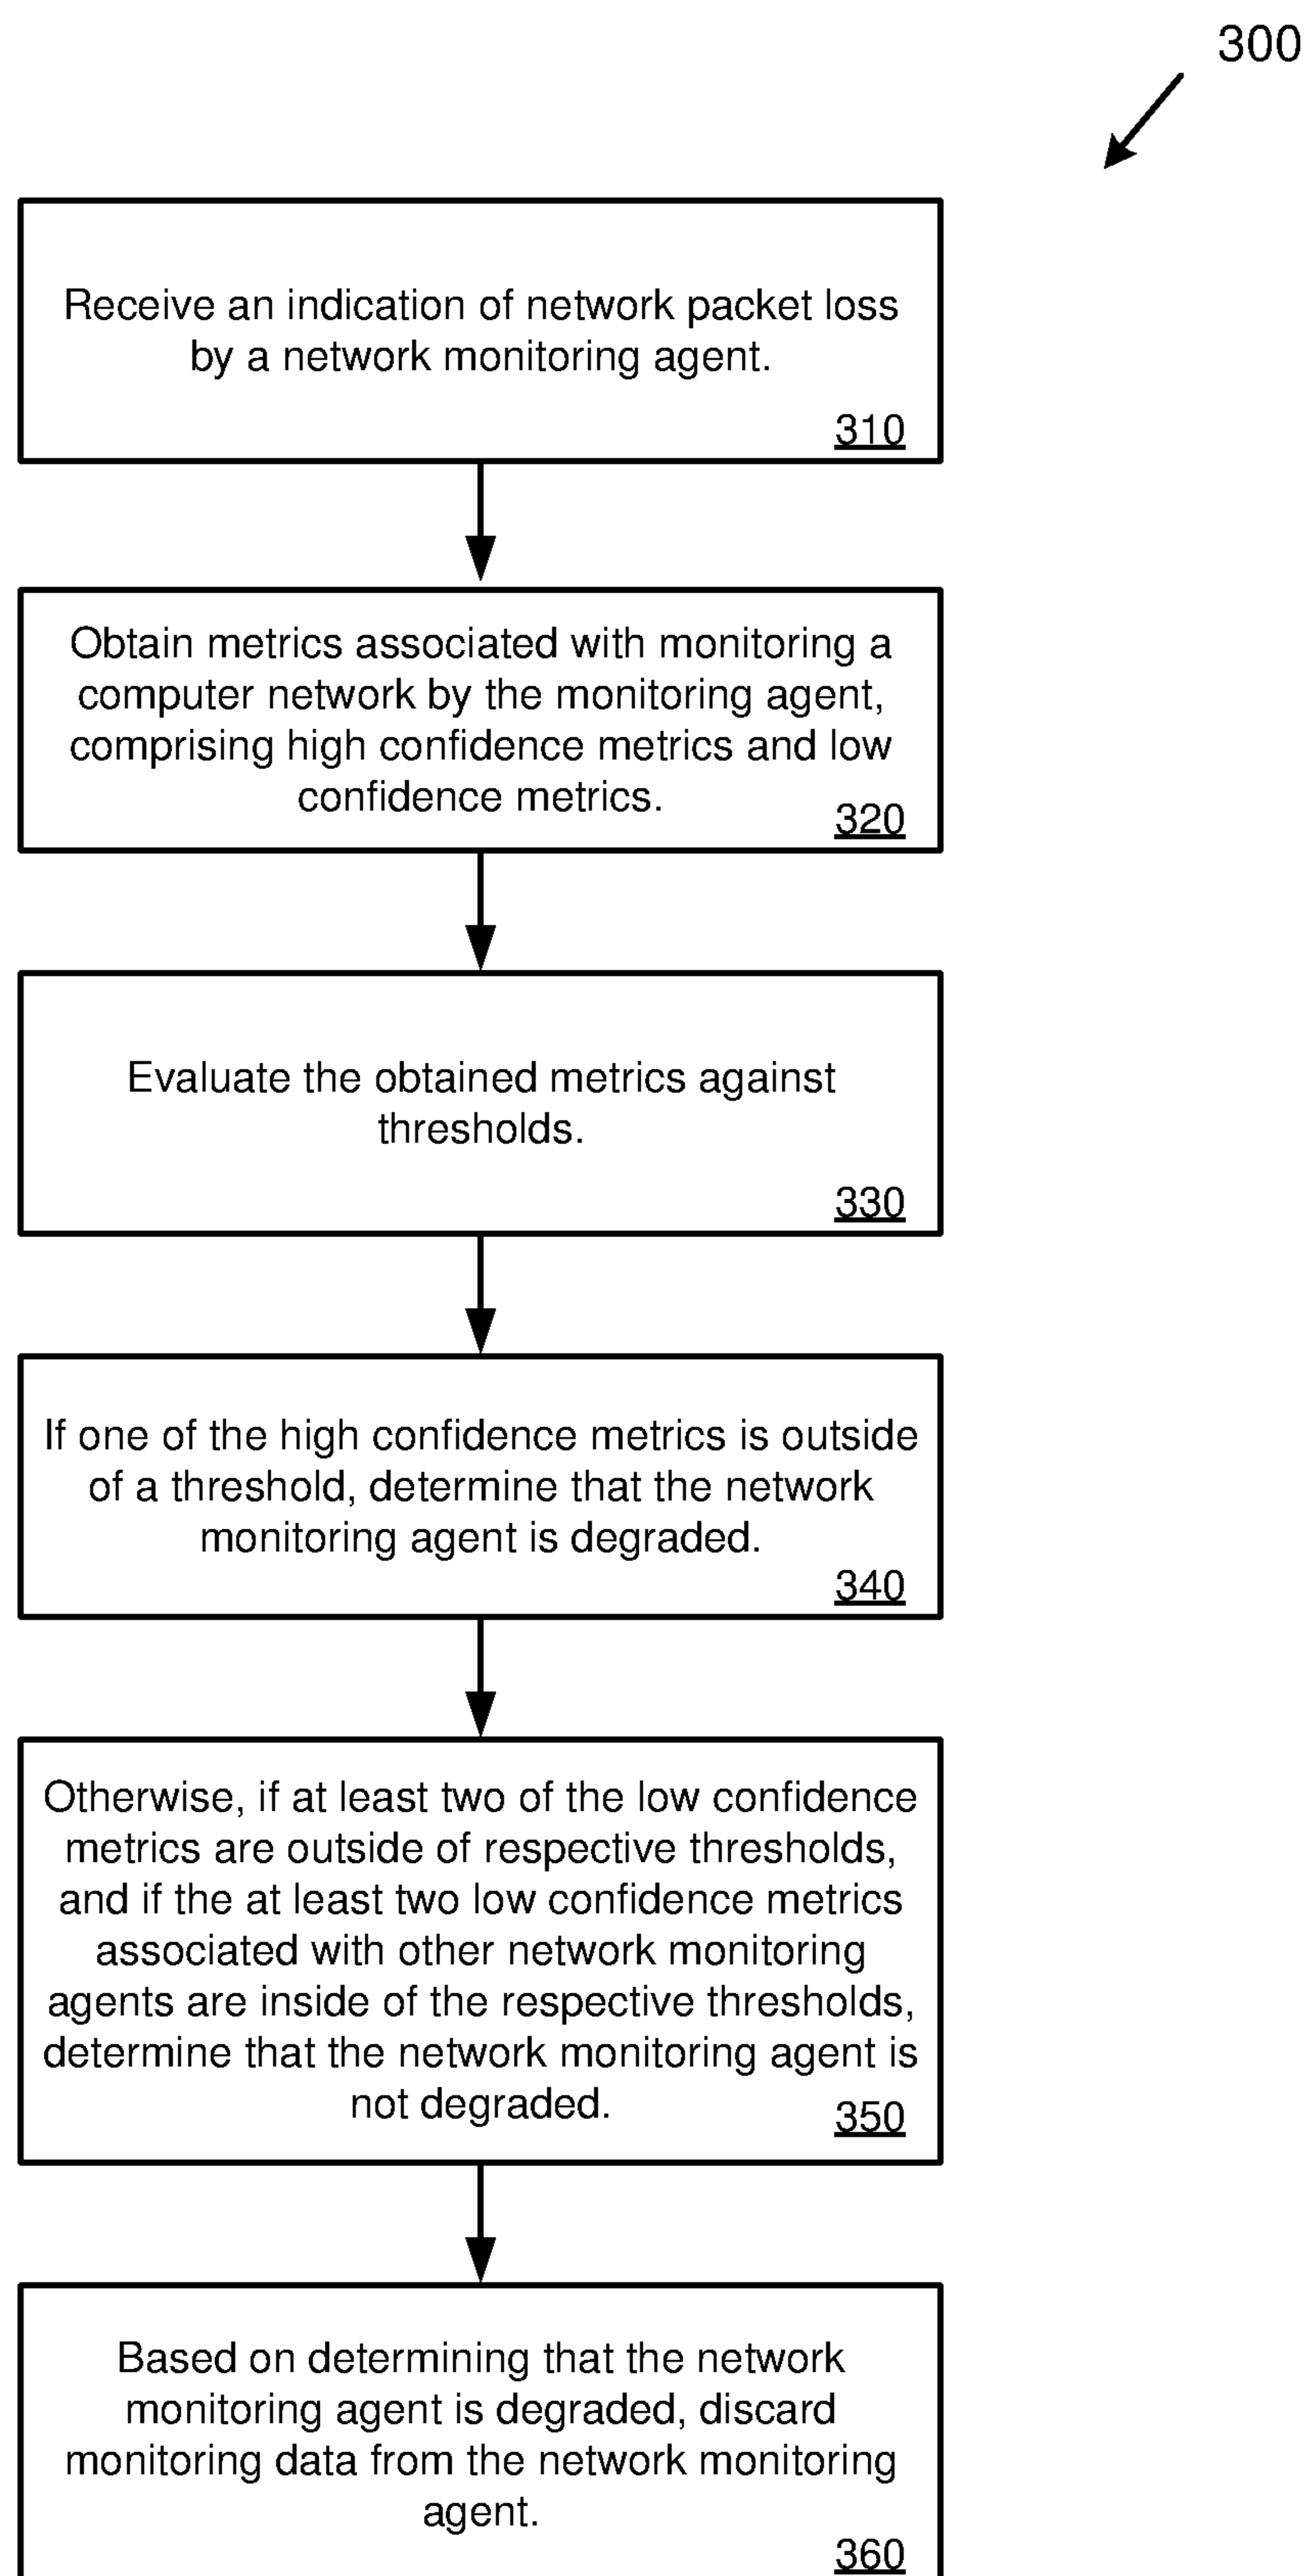 300
Receive an indication of network packet loss
by a network monitoring agent.
310
Obtain metrics associated with monitoring a
computer network by the monitoring agent,
comprising high confidence metrics and low
confidence metrics.
320
Evaluate the obtained metrics against
thresholds.
330
If one of the high confidence metrics is outside
of a threshold, determine that the network
monitoring agent is degraded.
340
Otherwise, if at least two of the low confidence
metrics are outside of respective thresholds,
and if the at least two low confidence metrics
associated with other network monitoring
agents are inside of the respective thresholds,
determine that the network monitoring agent is
not degraded.
350
Based on determining that the network
monitoring agent is degraded, discard
monitoring data from the network monitoring
agent.
360